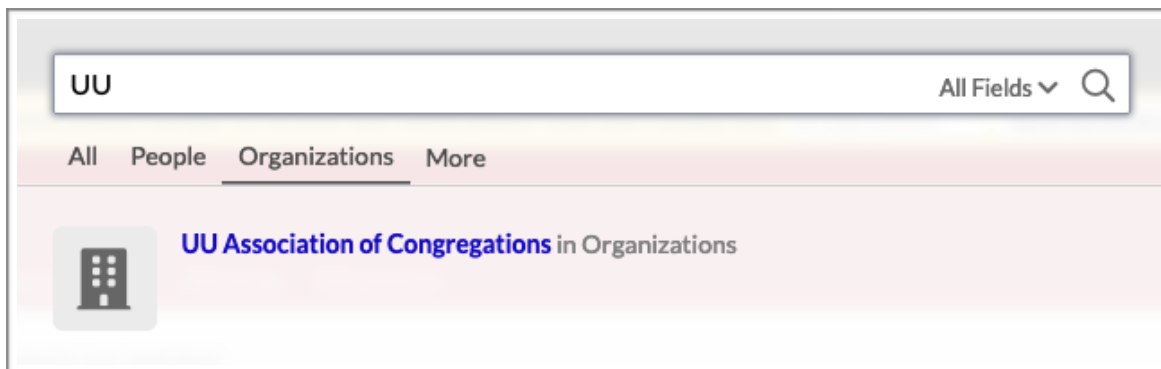 UU All Fields
All People Organizations More
UU Association of Congregations in Organizations